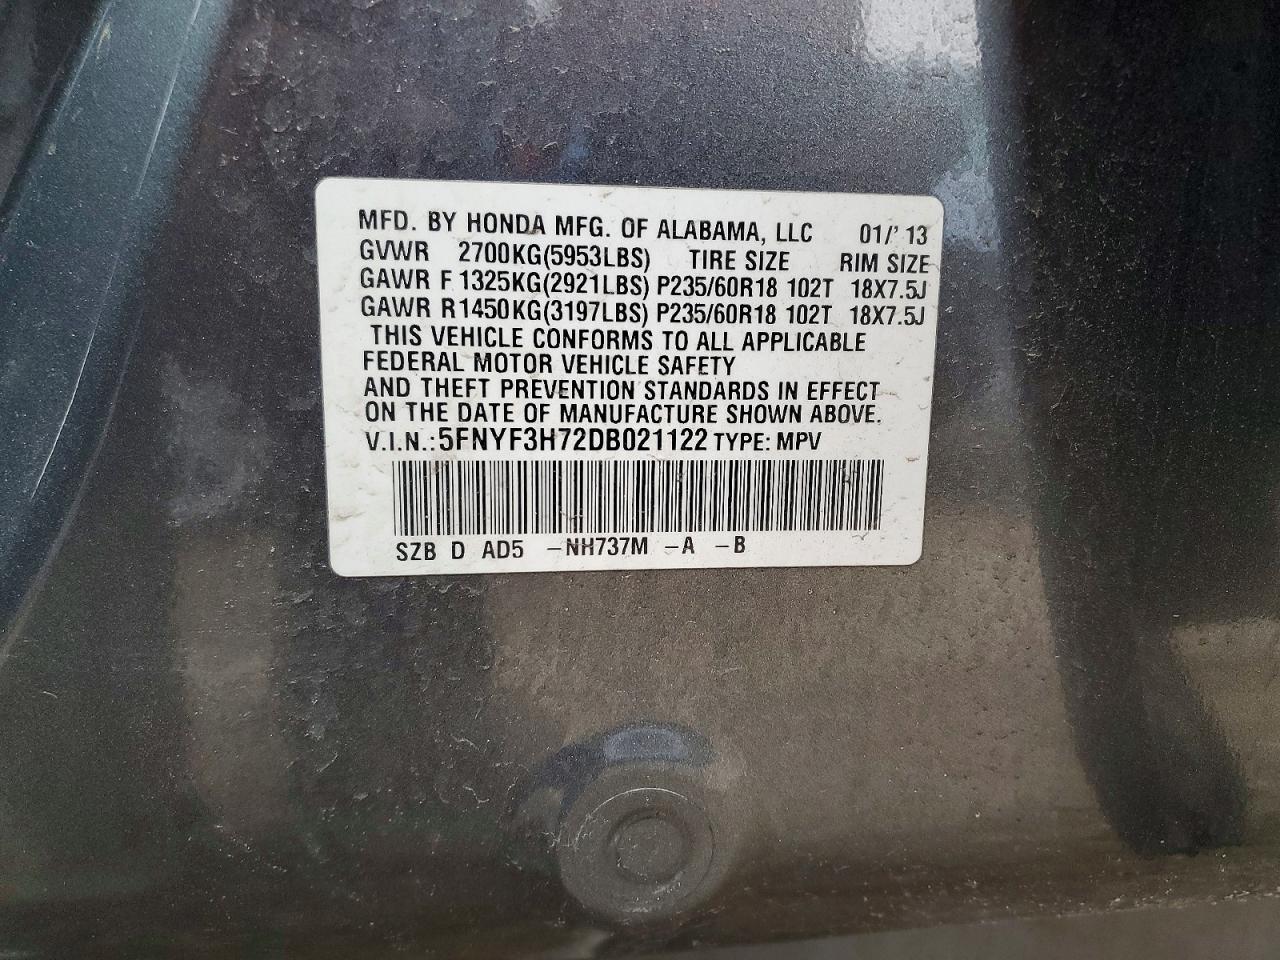 MFD. BY HONDA MFG. OF ALABAMA, LLC 01/' 13
GVWR 2700KG(5953LBS) TIRE SIZE RIM SIZE
GAWR F 1325KG(2921LBS) P235/60R18 102T 18X7.5J
GAWR R1450KG(3197LBS) P235/60R18 102T 18X7.5J
THIS VEHICLE CONFORMS TO ALL APPLICABLE
FEDERAL MOTOR VEHICLE SAFETY
AND THEFT PREVENTION STANDARDS IN EFFECT
ON THE DATE OF MANUFACTURE SHOWN ABOVE.
V.I.N.: 5FNYF3H72DB021122 TYPE: MPV
SZB D AD5 -NH737M -A -B